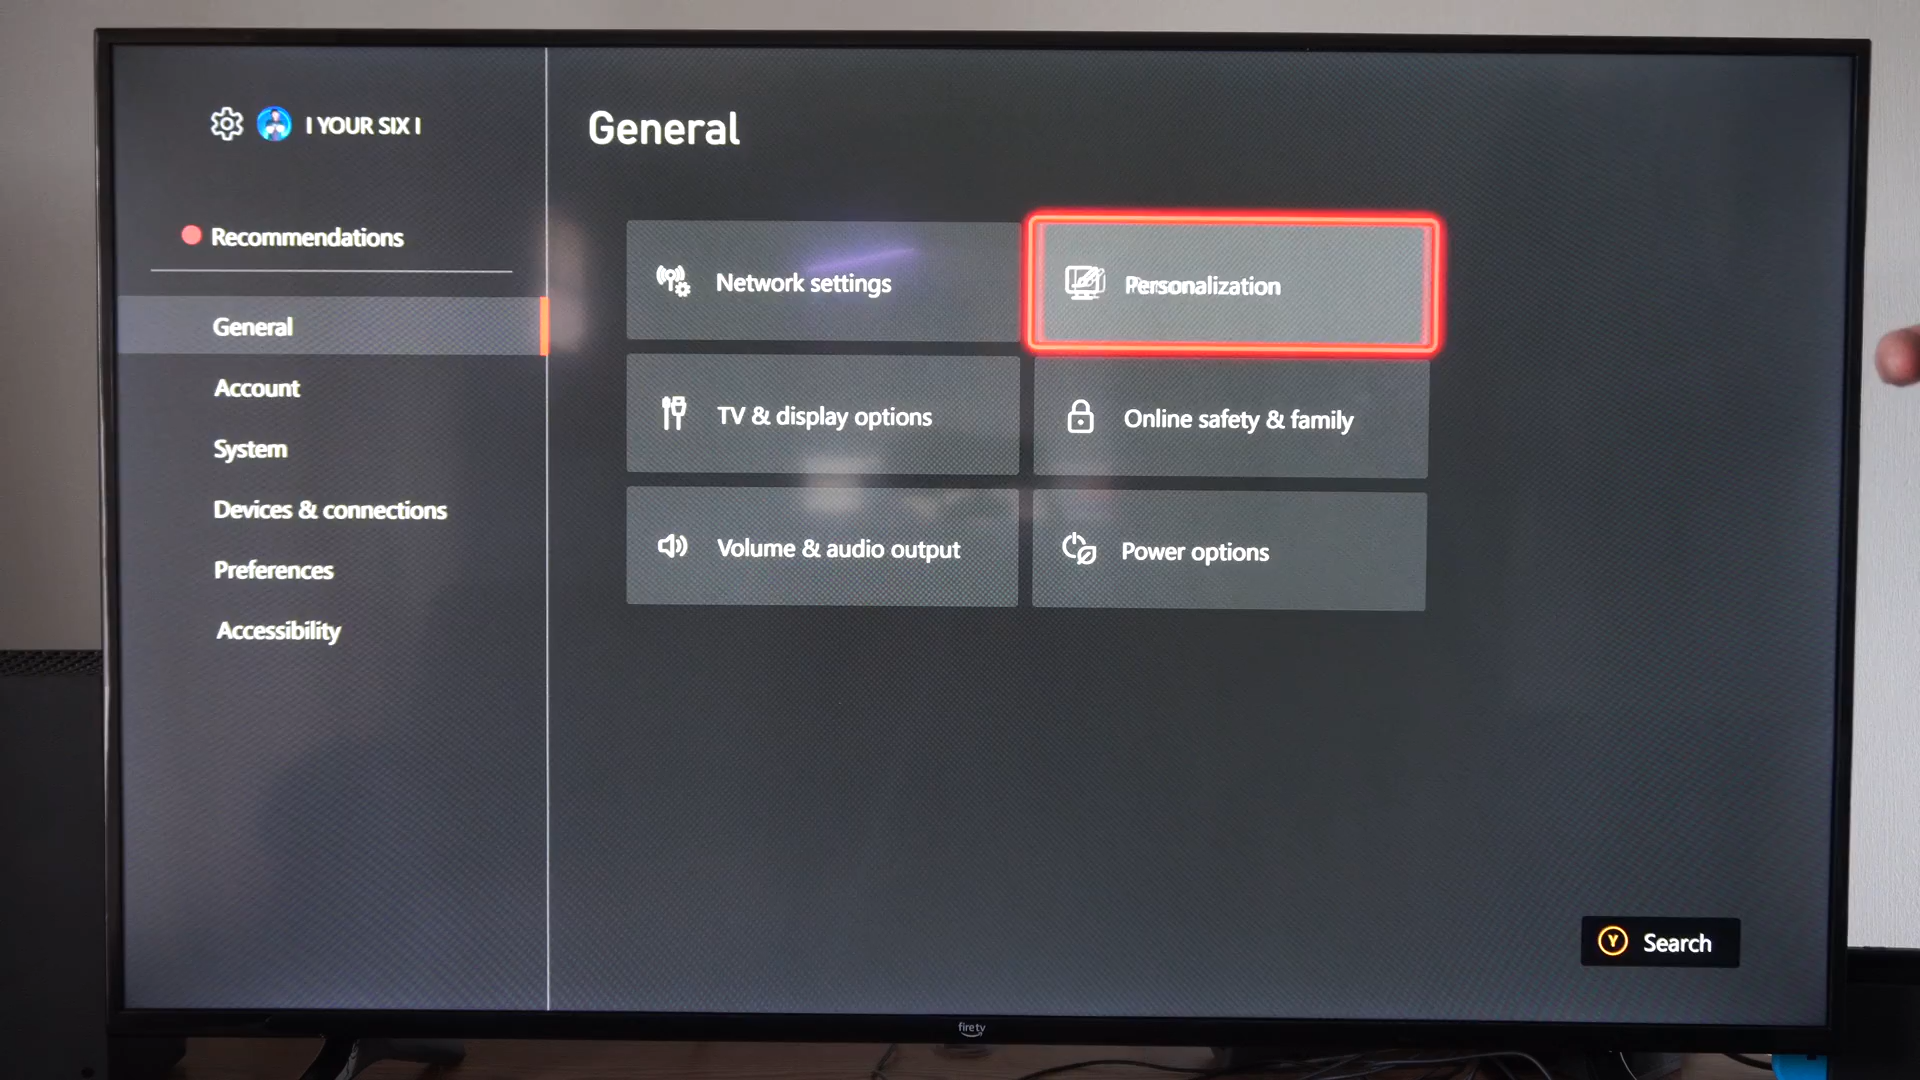 I YOUR SIX I
Recommendations
General
Account
System
Devices & connections
Preferences
Accessibility
General
Network settings
Personalization
TV & display options
Online safety & family
Volume & audio output
Power options
Y Search
fire tv